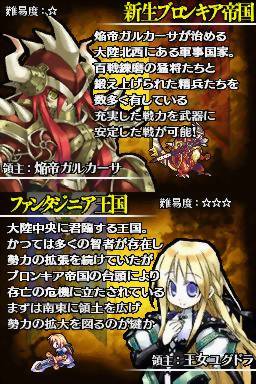 難易度:☆
新生ブロンキア帝国
焔帝ガルカーサが治める
大陸北西にある軍事国家。
百戦錬磨の猛将たちと
鍛え上げられた精兵たちを
数多く有している
充実した戦力を武器に
安定した戦が可能!
領主:焔帝ガルカーサ
ファンタジニア王国
難易度:☆☆☆
大陸中央に君臨する王国。
かつては多くの智者が存在し
勢力の拡張を続けていたが
ブロンキア帝国の台頭により
存亡の危機に立たされている
まずは南東に領土を広げ
勢力の拡大を図るのが鍵か
領主:王女ユグドラ